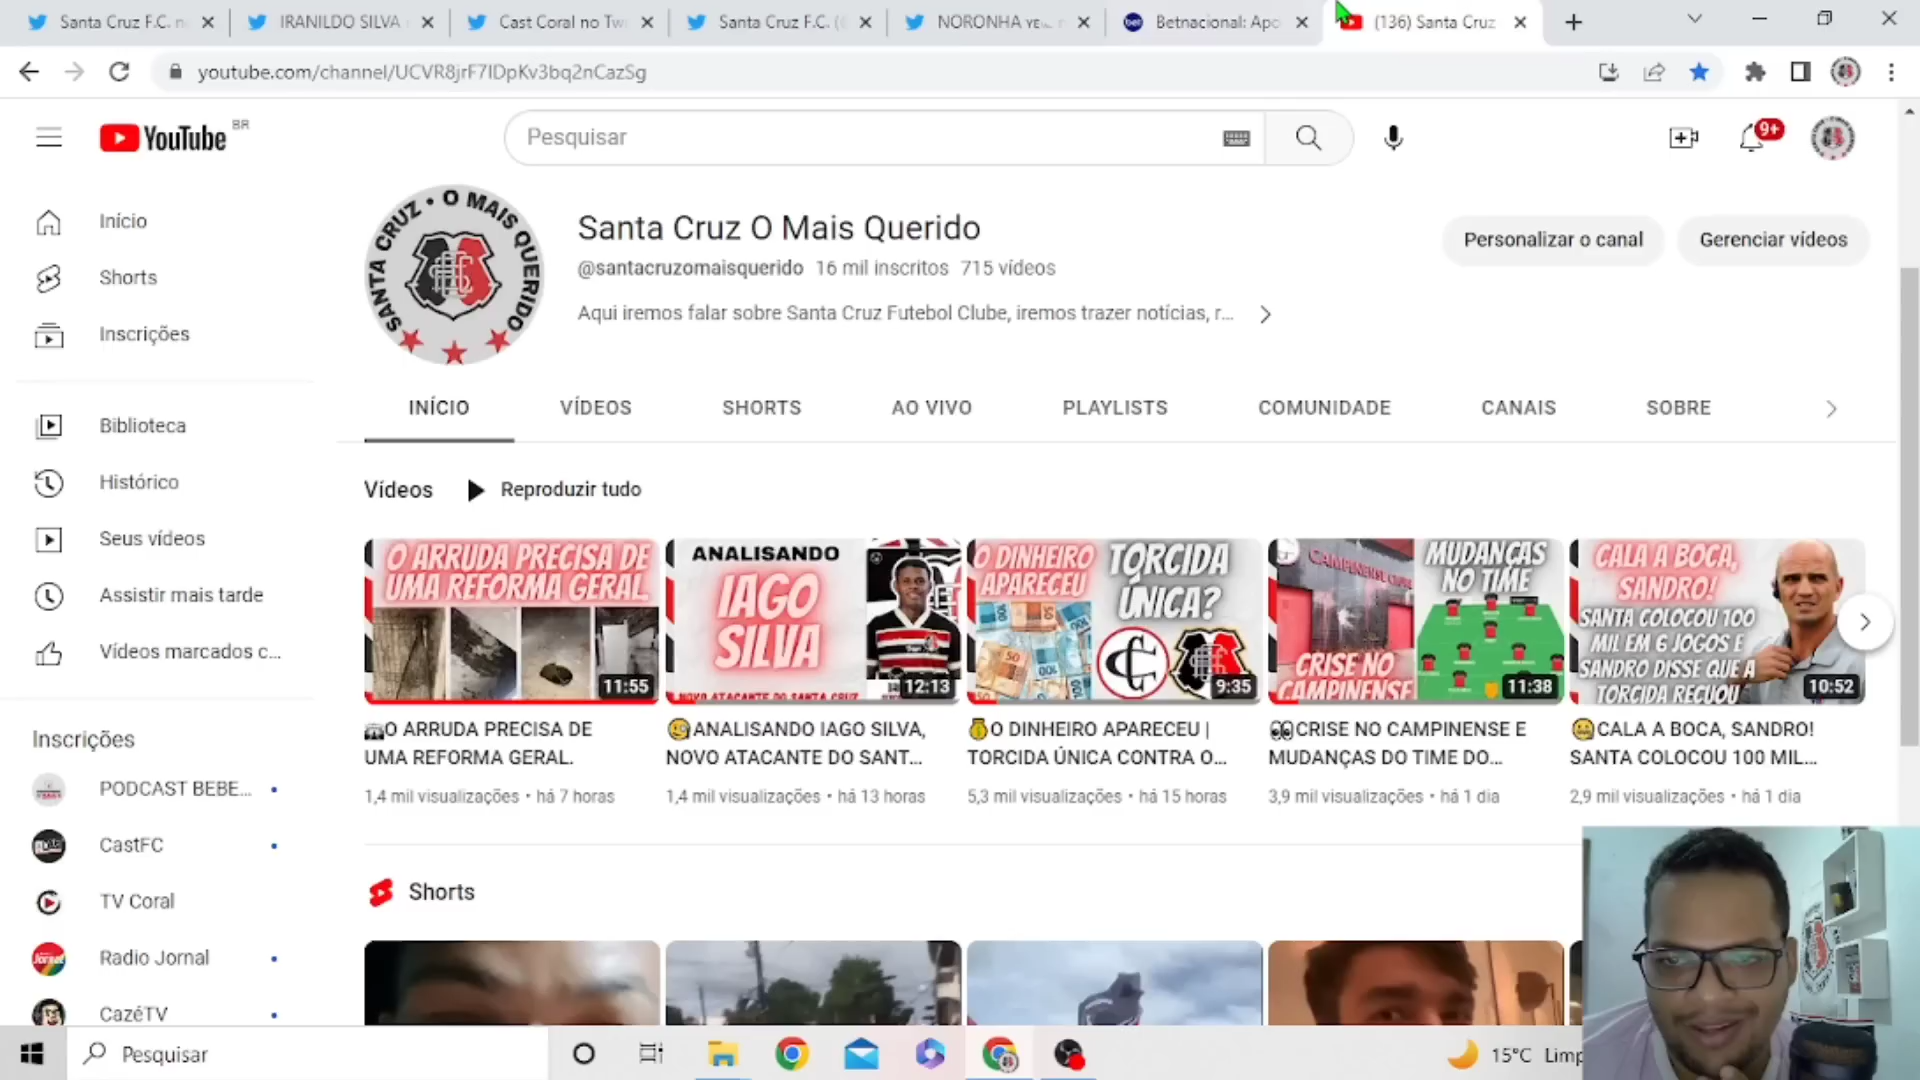 Santa Cruz F.C. n
IRANILDO SILVA
Cast Coral no Tw
Santa Cruz F.C. (
NORONHA
Betnacional: Apo
(136) Santa Cruz
youtube.com/channel/UCVR8jrF7lDpKv3bq2nCazSg
YouTube BR
Pesquisar
9+
SANTA CRUZ • O MAIS QUERIDO
Santa Cruz O Mais Querido
@santacruzomaisquerido 16 mil inscritos 715 vídeos
Aqui iremos falar sobre Santa Cruz Futebol Clube, iremos trazer notícias, r...
Personalizar o canal
Gerenciar vídeos
Início
Shorts
Inscrições
Biblioteca
Histórico
Seus vídeos
Assistir mais tarde
Vídeos marcados c...
Inscrições
PODCAST BEBE...
CastFC
TV Coral
Radio Jornal
CazéTV
INÍCIO
VÍDEOS
SHORTS
AO VIVO
PLAYLISTS
COMUNIDADE
CANAIS
SOBRE
Vídeos
Reproduzir tudo
O ARRUDA PRECISA DE
UMA REFORMA GERAL.
11:55
🏟O ARRUDA PRECISA DE
UMA REFORMA GERAL.
1,4 mil visualizações • há 7 horas
ANALISANDO
IAGO
SILVA
NOVO ATACANTE DO SANTA CRUZ
12:13
🧐ANALISANDO IAGO SILVA,
NOVO ATACANTE DO SANT...
1,4 mil visualizações • há 13 horas
O DINHEIRO
APARECEU
TORCIDA
ÚNICA?
9:35
💰O DINHEIRO APARECEU |
TORCIDA ÚNICA CONTRA O...
5,3 mil visualizações • há 15 horas
CAMPINENSE CLUBE
MUDANÇAS
NO TIME
CRISE NO
CAMPINENSE
11:38
👀CRISE NO CAMPINENSE E
MUDANÇAS DO TIME DO...
3,9 mil visualizações • há 1 dia
CALA A BOCA,
SANDRO!
SANTA COLOCOU 100
MIL EM 6 JOGOS E
SANDRO DISSE QUE A
TORCIDA RECUOU
10:52
🤐CALA A BOCA, SANDRO!
SANTA COLOCOU 100 MIL...
2,9 mil visualizações • há 1 dia
Shorts
Pesquisar
15°C Limp